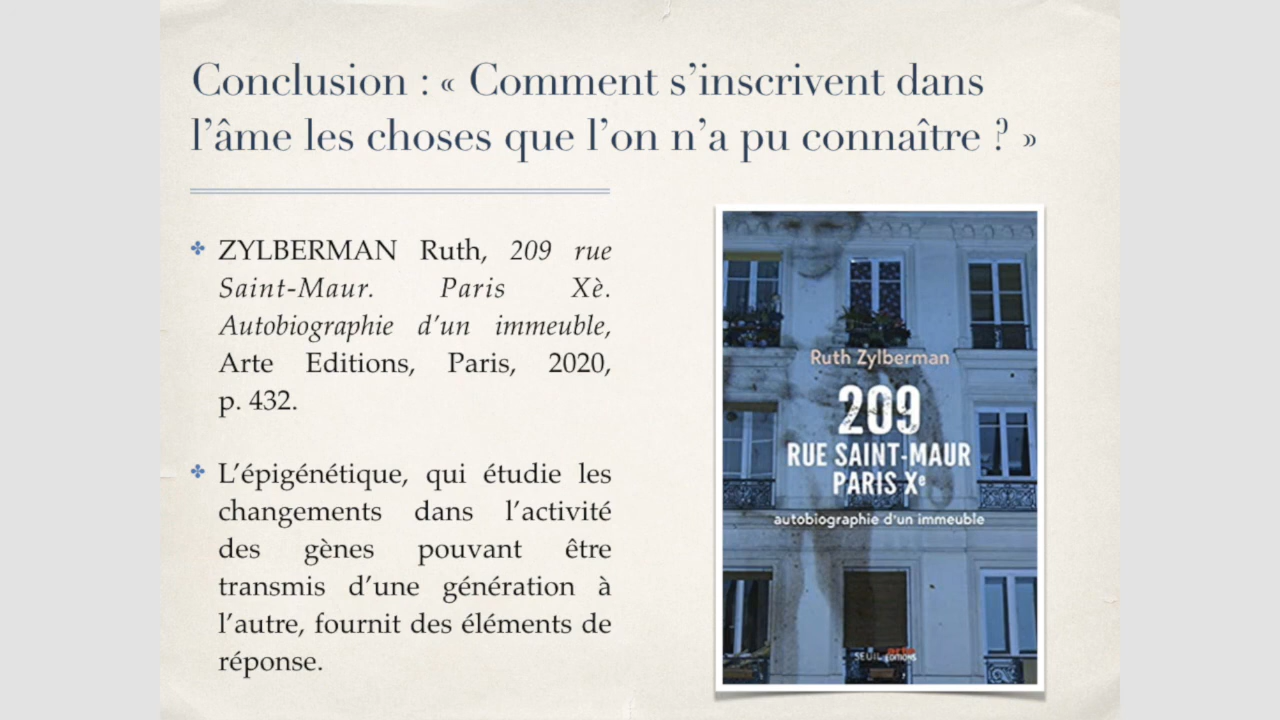 Conclusion : « Comment s’inscrivent dans
l’âme les choses que l’on n’a pu connaître ? »
ZYLBERMAN Ruth, 209 rue
Saint-Maur. Paris Xè.
Autobiographie d’un immeuble,
Arte Editions, Paris, 2020,
p. 432.
L’épigénétique, qui étudie les
changements dans l’activité
des gènes pouvant être
transmis d’une génération à
l’autre, fournit des éléments de
réponse.
Ruth Zylberman
209
RUE SAINT-MAUR
PARIS Xe
autobiographie d'un immeuble
SEUIL arte EDITIONS